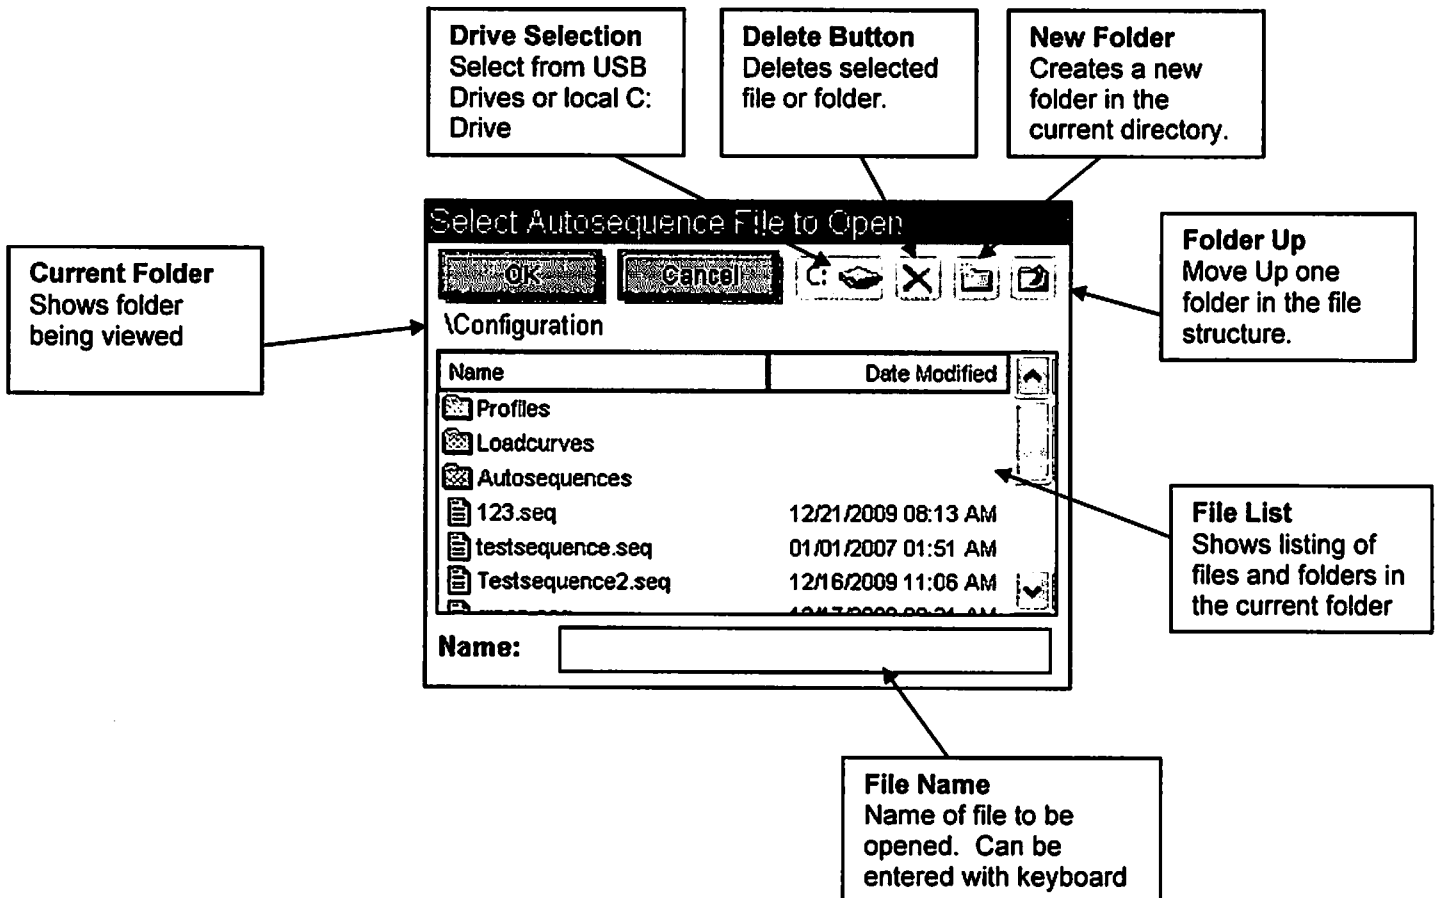 Drive Selection
Select from USB
Drives or local C:
Drive
Delete Button
Deletes selected
file or folder.
New Folder
Creates a new
folder in the
current directory.
Current Folder
Shows folder
being viewed
Folder Up
Move Up one
folder in the file
structure.
Select Autosequence File to Open
OK Cancel C:
\Configuration
Name Date Modified
Profiles
Loadcurves
Autosequences
123.seq 12/21/2009 08:13 AM
testsequence.seq 01/01/2007 01:51 AM
Testsequence2.seq 12/16/2009 11:06 AM
File List
Shows listing of
files and folders in
the current folder
Name:
File Name
Name of file to be
opened. Can be
entered with keyboard